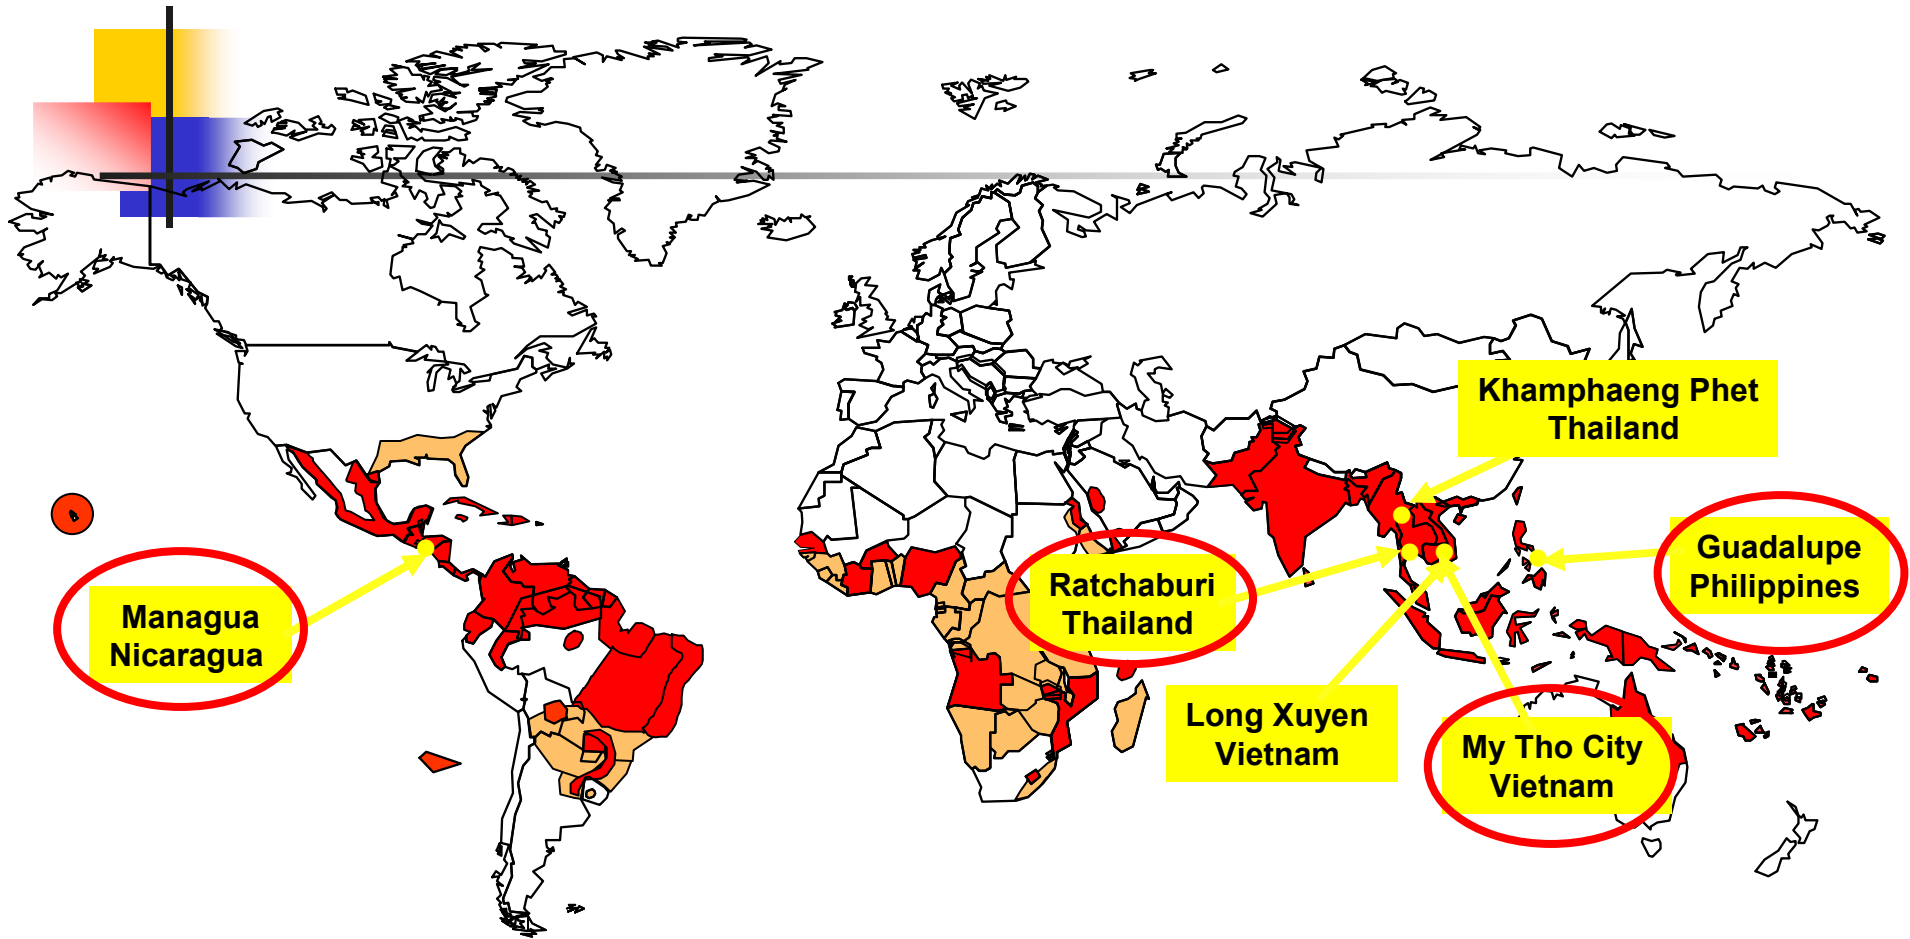 Khamphaeng Phet
Thailand
Guadalupe
Philippines
Ratchaburi
Thailand
Managua
Nicaragua
Long Xuyen
Vietnam
My Tho City
Vietnam